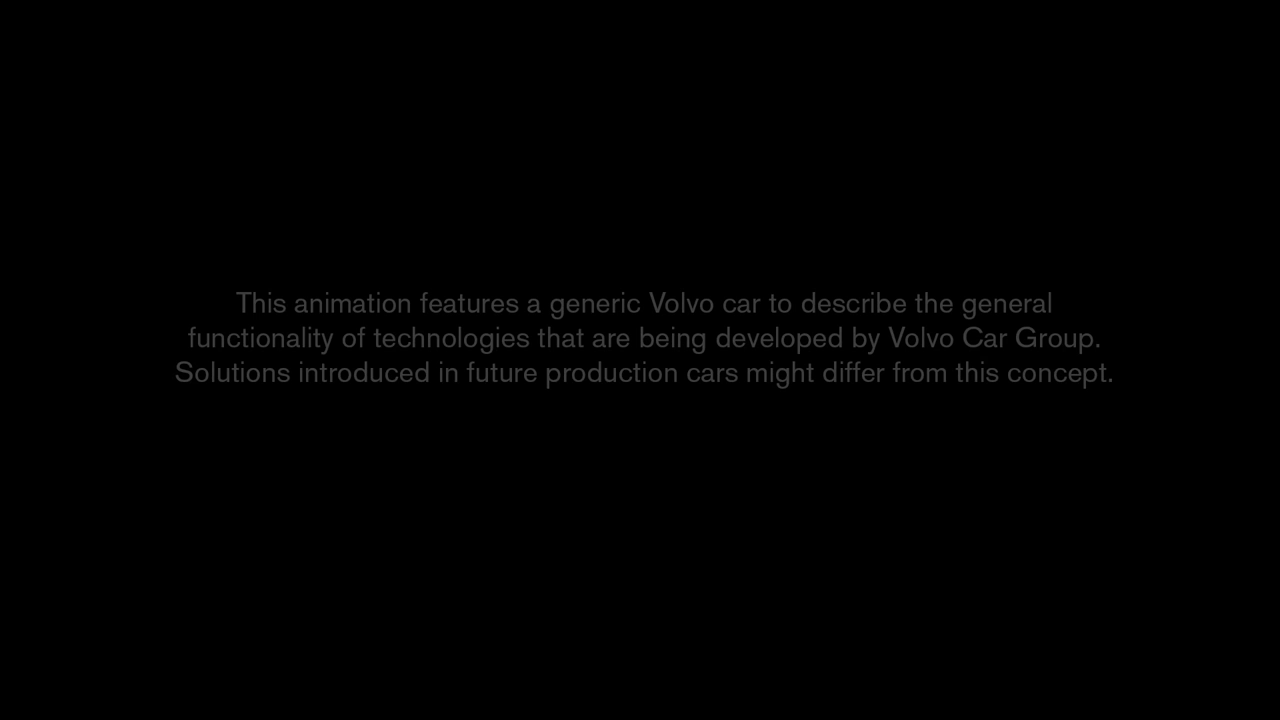 This animation features a generic Volvo car to describe the general
functionality of technologies that are being developed by Volvo Car Group.
Solutions introduced in future production cars might differ from this concept.